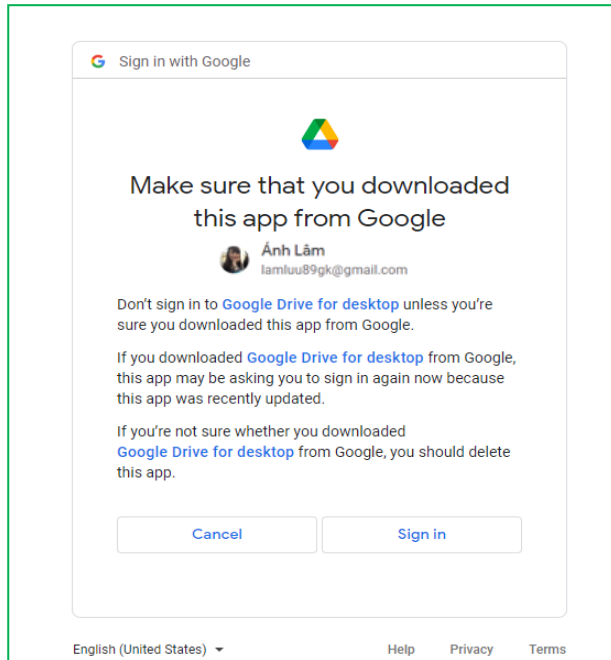 Sign in with Google
Make sure that you downloaded
this app from Google
Ánh Lâm
lamluu89gk@gmail.com
Don't sign in to Google Drive for desktop unless you're
sure you downloaded this app from Google.
If you downloaded Google Drive for desktop from Google,
this app may be asking you to sign in again now because
this app was recently updated.
If you're not sure whether you downloaded
Google Drive for desktop from Google, you should delete
this app.
Cancel Sign in
English (United States) Help Privacy Terms